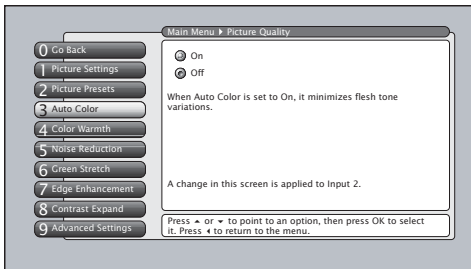 Main Menu ▶ Picture Quality
0 Go Back
1 Picture Settings
2 Picture Presets
3 Auto Color
4 Color Warmth
5 Noise Reduction
6 Green Stretch
7 Edge Enhancement
8 Contrast Expand
9 Advanced Settings
On
Off
When Auto Color is set to On, it minimizes flesh tone
variations.
A change in this screen is applied to Input 2.
Press ▲ or ▼ to point to an option, then press OK to select
it. Press ◀ to return to the menu.